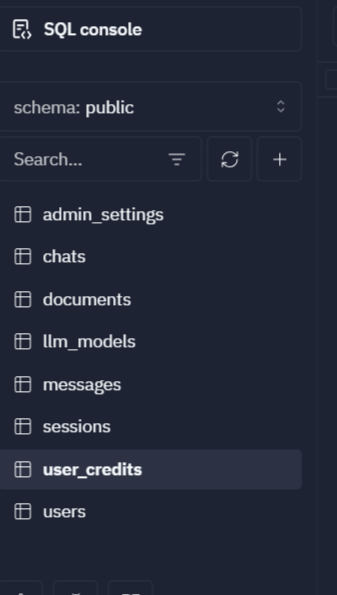 SQL console
schema: public
Search...
admin_settings
chats
documents
llm_models
messages
sessions
user_credits
users